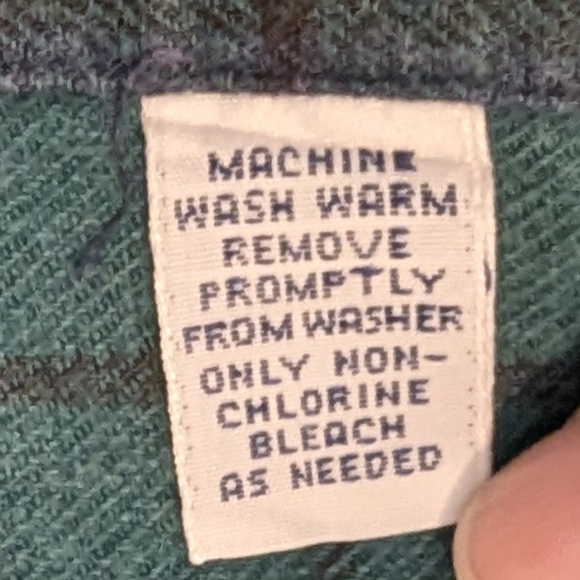 MACHINE
WASH WARM
REMOVE
PROMPTLY
FROM WASHER
ONLY NON-
CHLORINE
BLEACH
AS NEEDED